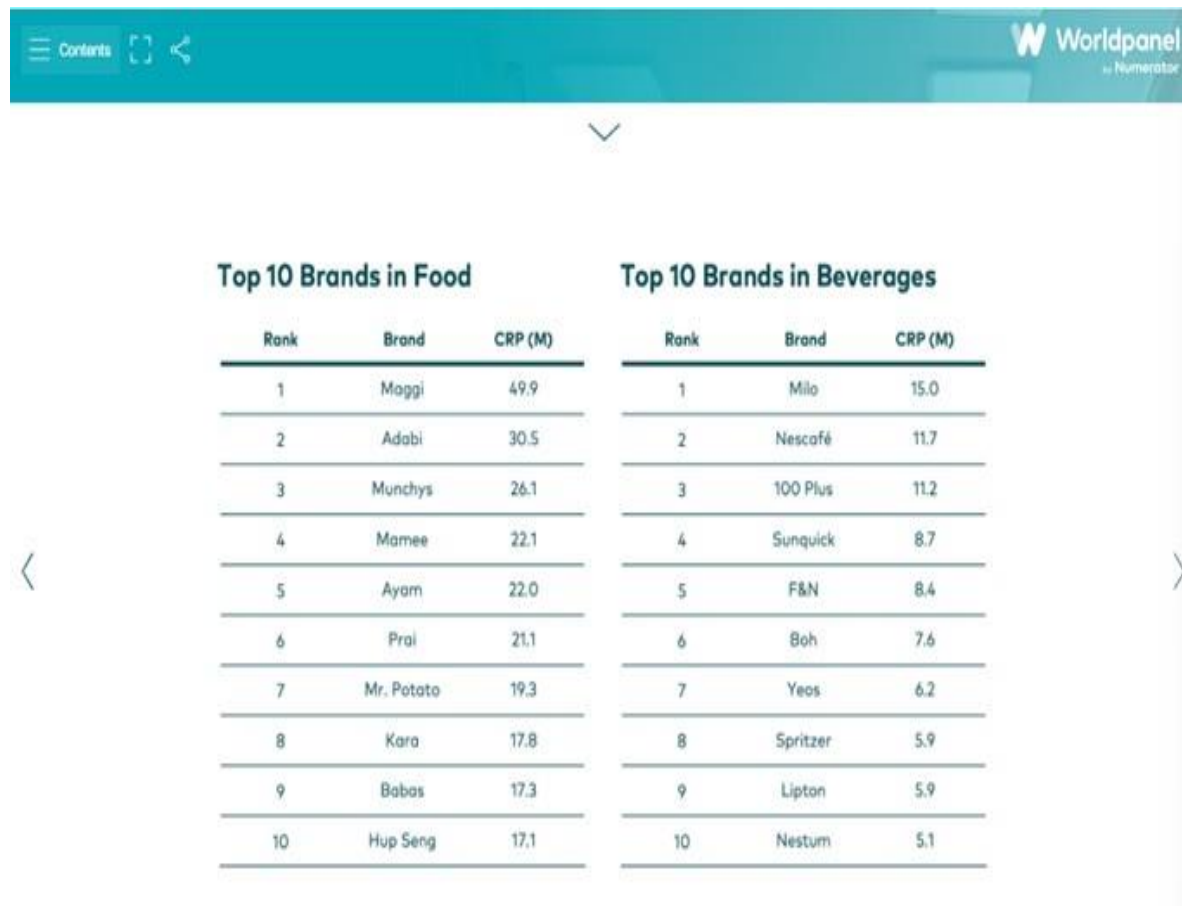 Contents
Worldpanel
by Numerator
Top 10 Brands in Food
Rank Brand CRP (M)
1 Maggi 49.9
2 Adabi 30.5
3 Munchys 26.1
4 Mamee 22.1
5 Ayam 22.0
6 Prai 21.1
7 Mr. Potato 19.3
8 Kara 17.8
9 Babas 17.3
10 Hup Seng 17.1
Top 10 Brands in Beverages
Rank Brand CRP (M)
1 Milo 15.0
2 Nescafé 11.7
3 100 Plus 11.2
4 Sunquick 8.7
5 F&N 8.4
6 Boh 7.6
7 Yeos 6.2
8 Spritzer 5.9
9 Lipton 5.9
10 Nestum 5.1